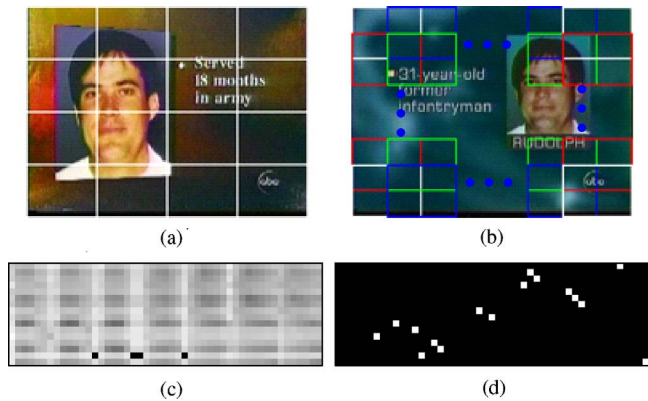 Served
18 months
in army
abc
31-year-old
former
infantryman
RUDOLPH
abc
(a)
(b)
(c)
(d)